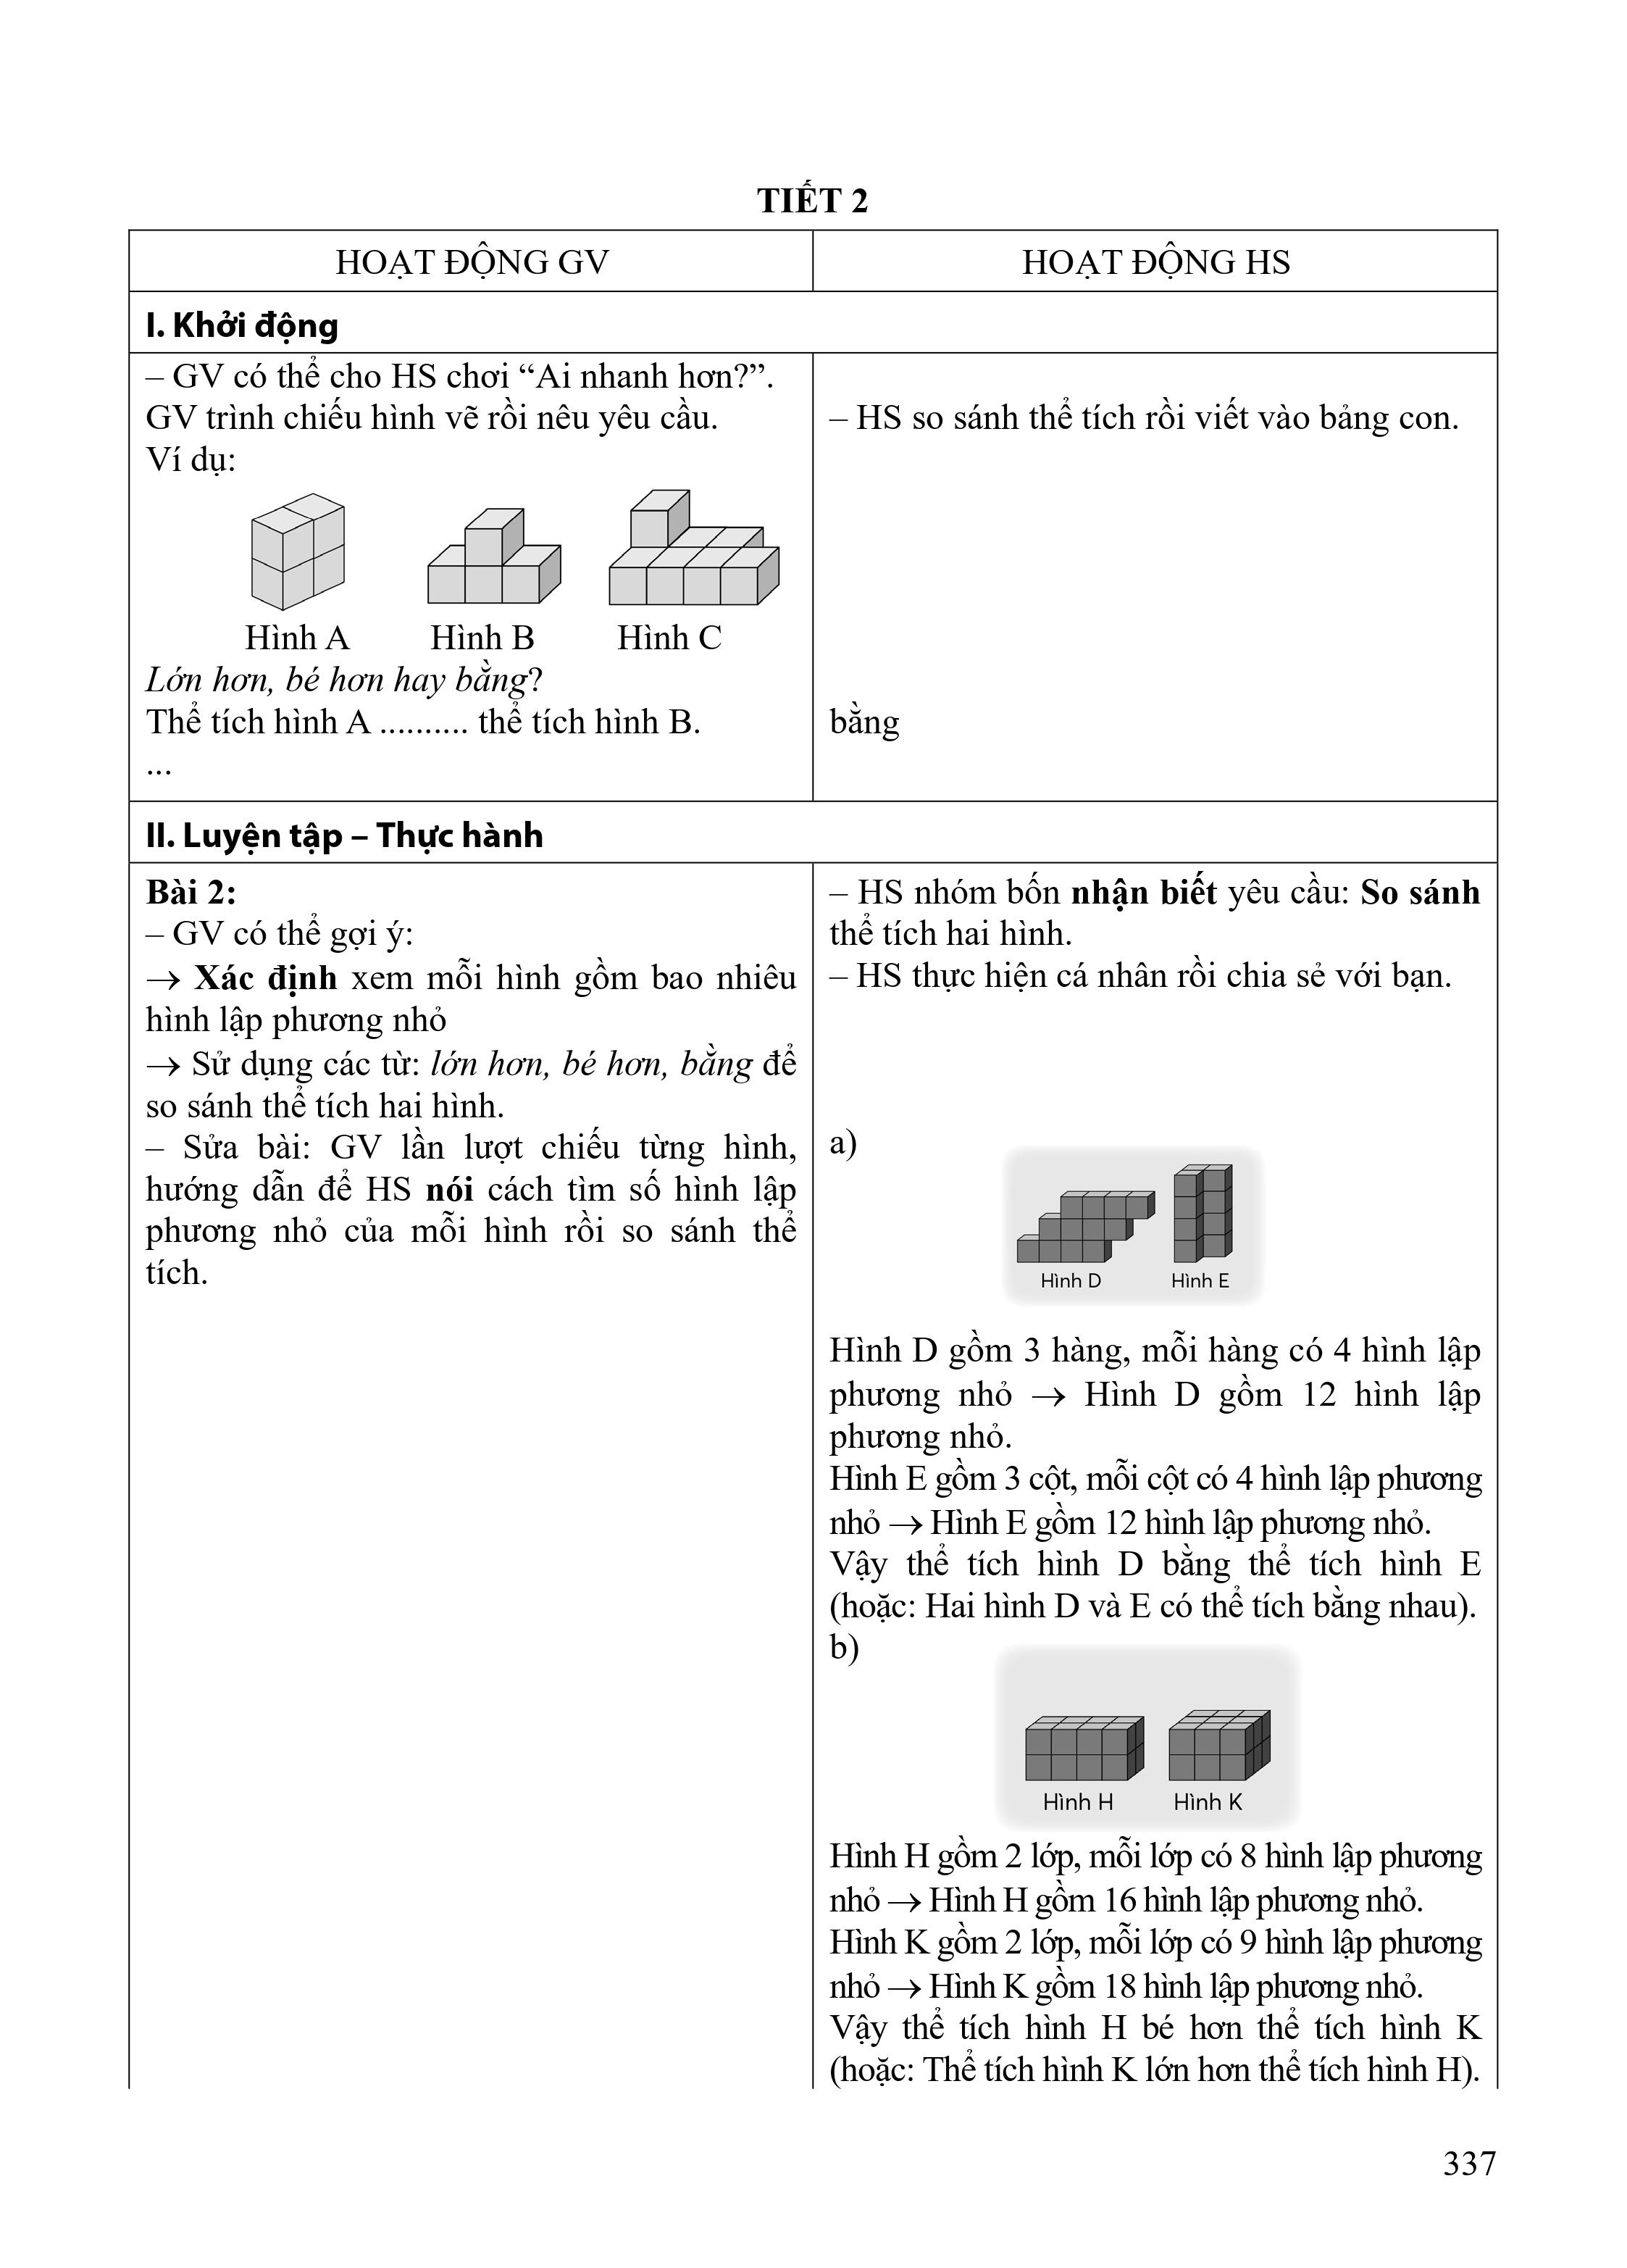 TIẾT 2
HOẠT ĐỘNG GV
HOẠT ĐỘNG HS
I. Khởi động
– GV có thể cho HS chơi “Ai nhanh hơn?”.
GV trình chiếu hình vẽ rồi nêu yêu cầu.
Ví dụ:
Hình A
Hình B
Hình C
Lớn hơn, bé hơn hay bằng?
Thể tích hình A .......... thể tích hình B.
...
– HS so sánh thể tích rồi viết vào bảng con.
bằng
II. Luyện tập – Thực hành
Bài 2:
– GV có thể gợi ý:
→ Xác định xem mỗi hình gồm bao nhiêu
hình lập phương nhỏ
→ Sử dụng các từ: lớn hơn, bé hơn, bằng để
so sánh thể tích hai hình.
– Sửa bài: GV lần lượt chiếu từng hình,
hướng dẫn để HS nói cách tìm số hình lập
phương nhỏ của mỗi hình rồi so sánh thể
tích.
– HS nhóm bốn nhận biết yêu cầu: So sánh
thể tích hai hình.
– HS thực hiện cá nhân rồi chia sẻ với bạn.
a)
Hình D
Hình E
Hình D gồm 3 hàng, mỗi hàng có 4 hình lập
phương nhỏ → Hình D gồm 12 hình lập
phương nhỏ.
Hình E gồm 3 cột, mỗi cột có 4 hình lập phương
nhỏ → Hình E gồm 12 hình lập phương nhỏ.
Vậy thể tích hình D bằng thể tích hình E
(hoặc: Hai hình D và E có thể tích bằng nhau).
b)
Hình H
Hình K
Hình H gồm 2 lớp, mỗi lớp có 8 hình lập phương
nhỏ → Hình H gồm 16 hình lập phương nhỏ.
Hình K gồm 2 lớp, mỗi lớp có 9 hình lập phương
nhỏ → Hình K gồm 18 hình lập phương nhỏ.
Vậy thể tích hình H bé hơn thể tích hình K
(hoặc: Thể tích hình K lớn hơn thể tích hình H).
337